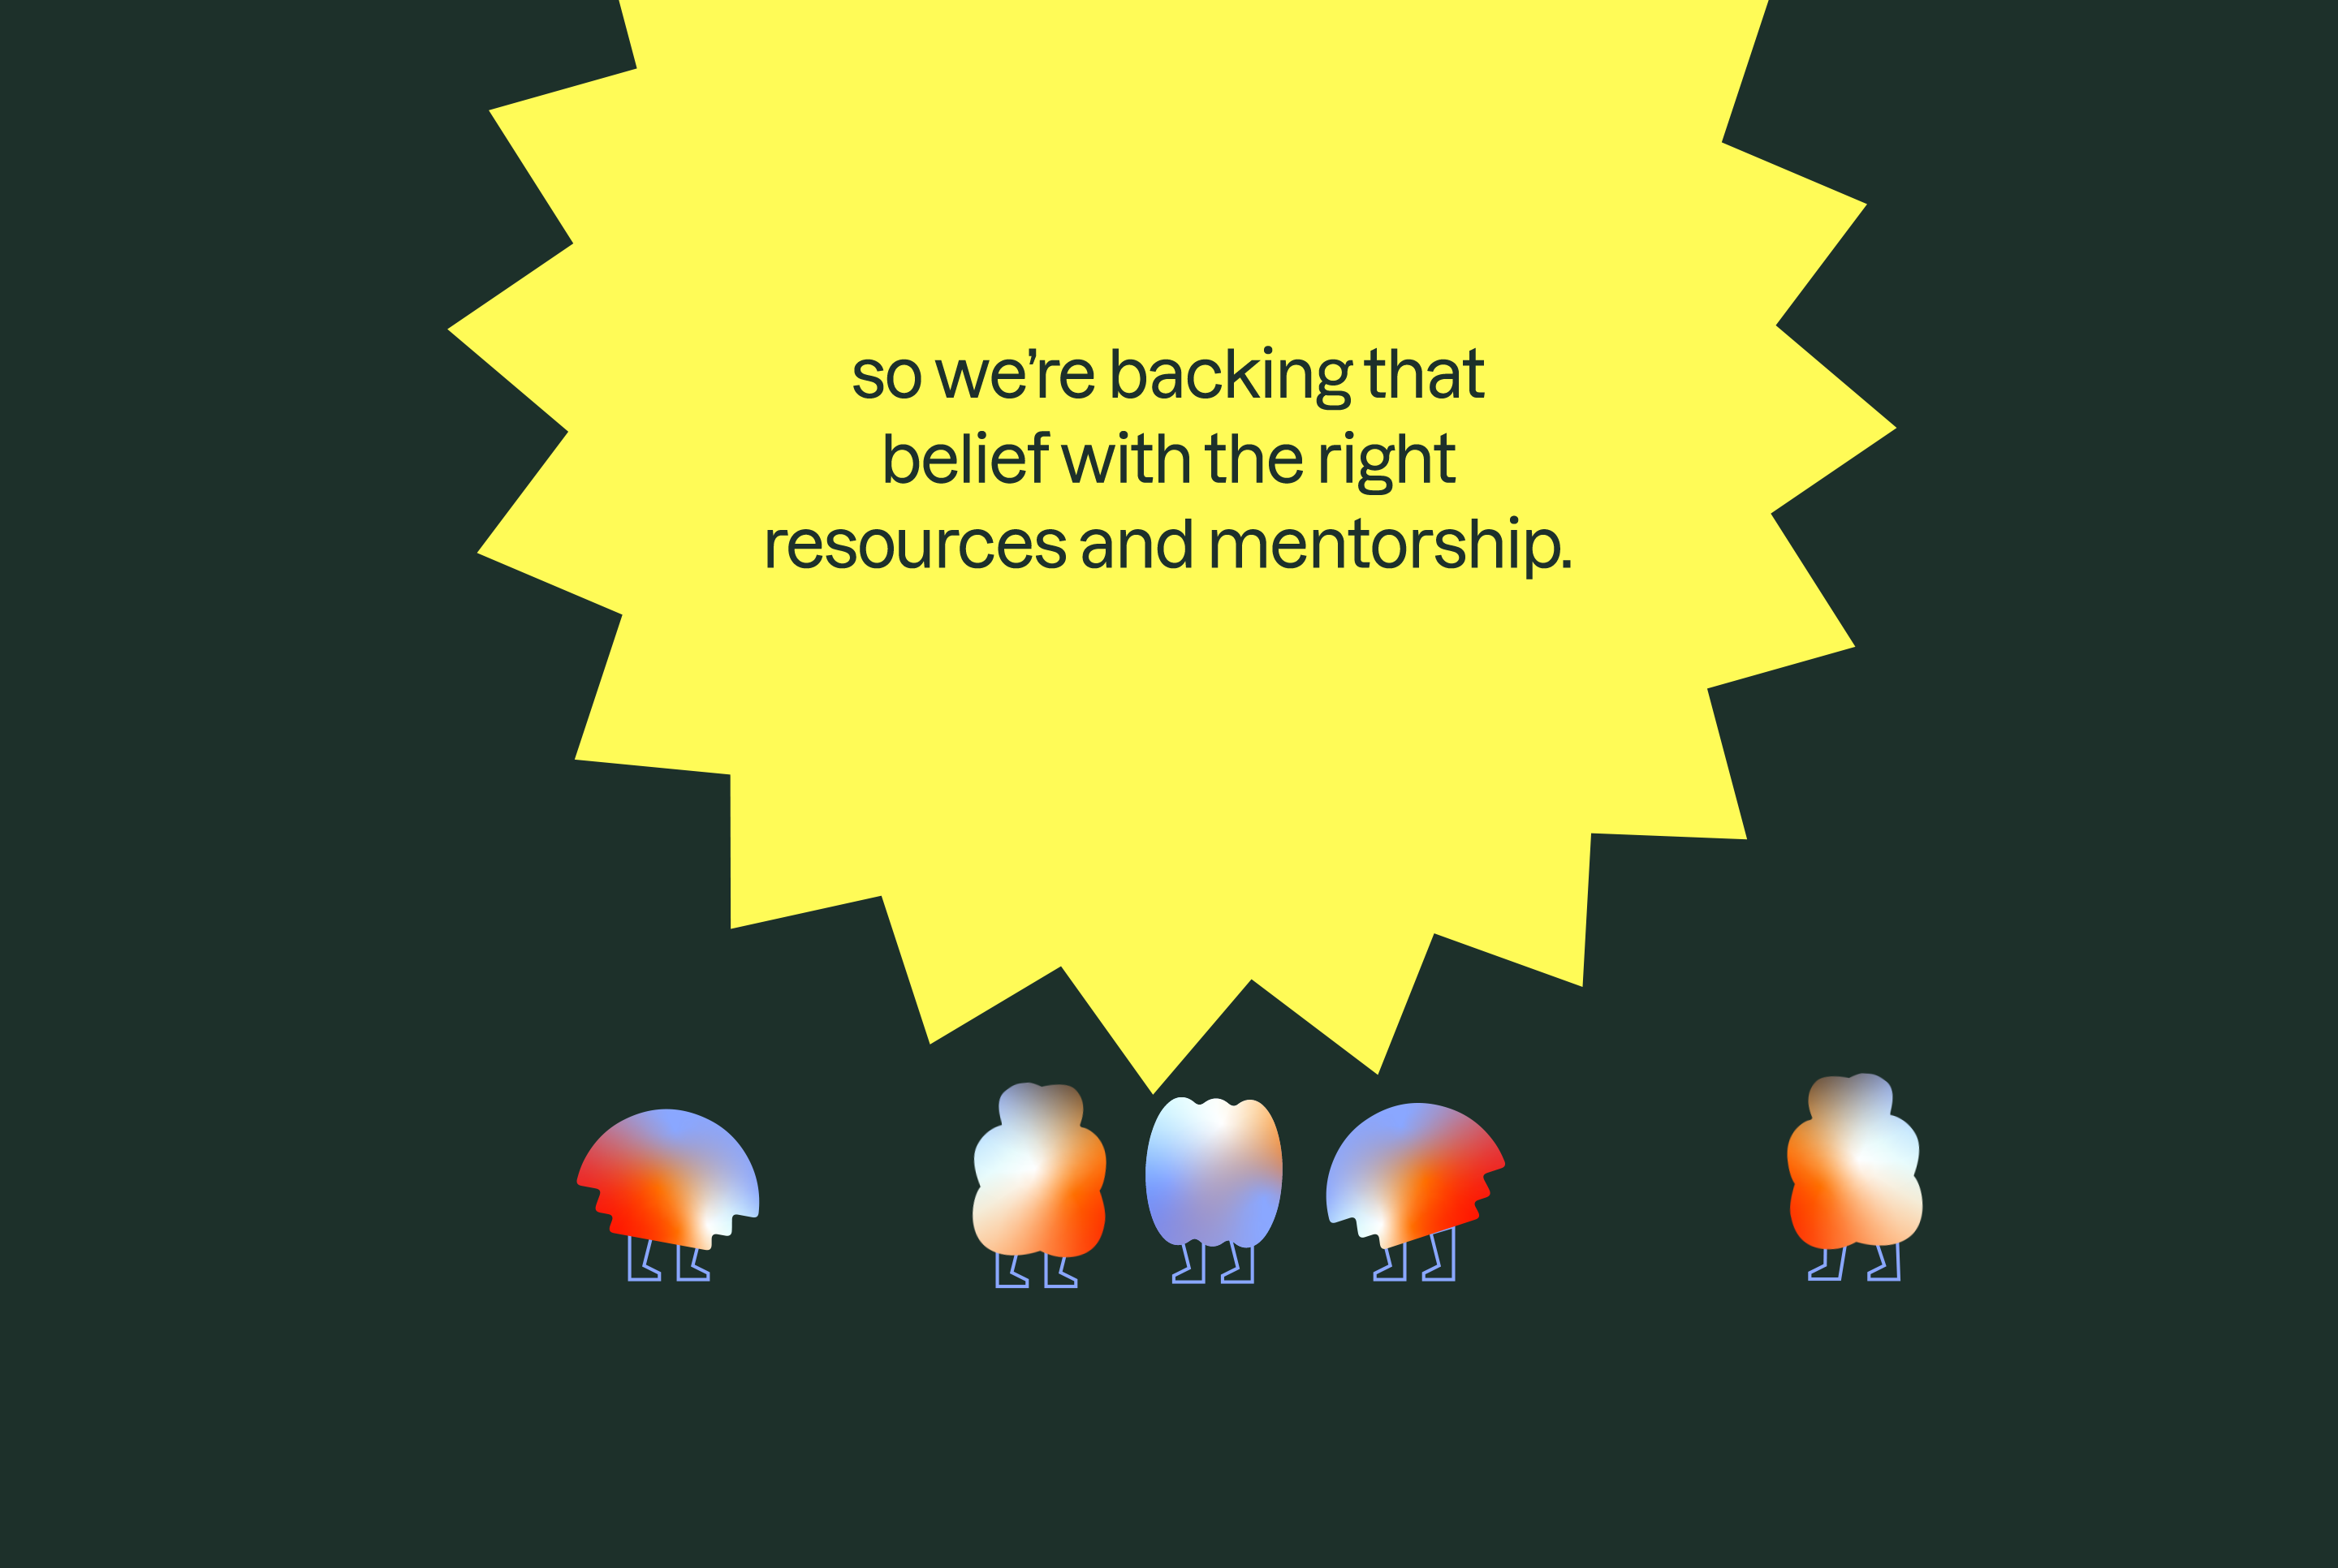 so we’re backing that
belief with the right
resources and mentorship.